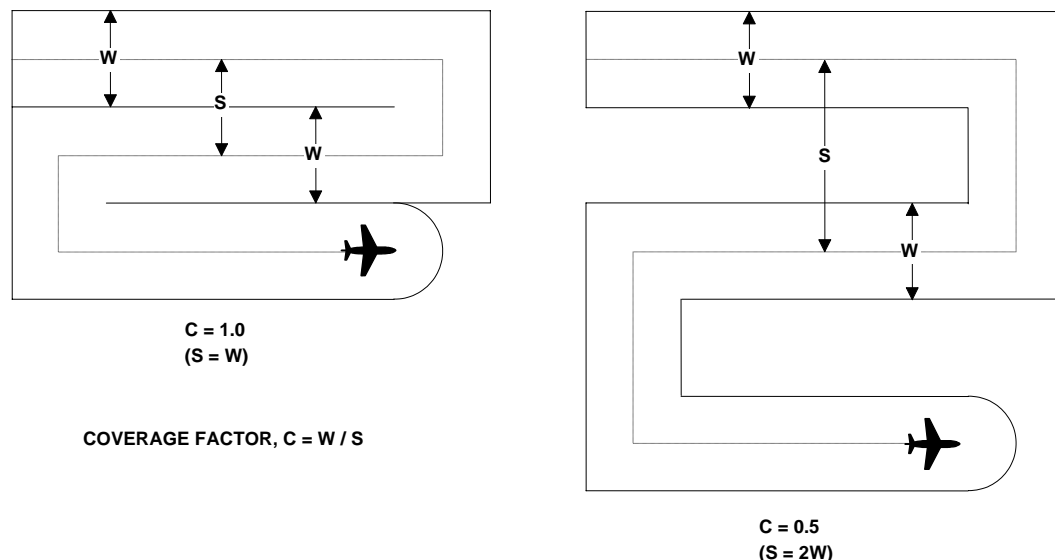 W
S
W
C = 1.0
(S = W)
COVERAGE FACTOR, C = W / S
W
S
W
C = 0.5
(S = 2W)